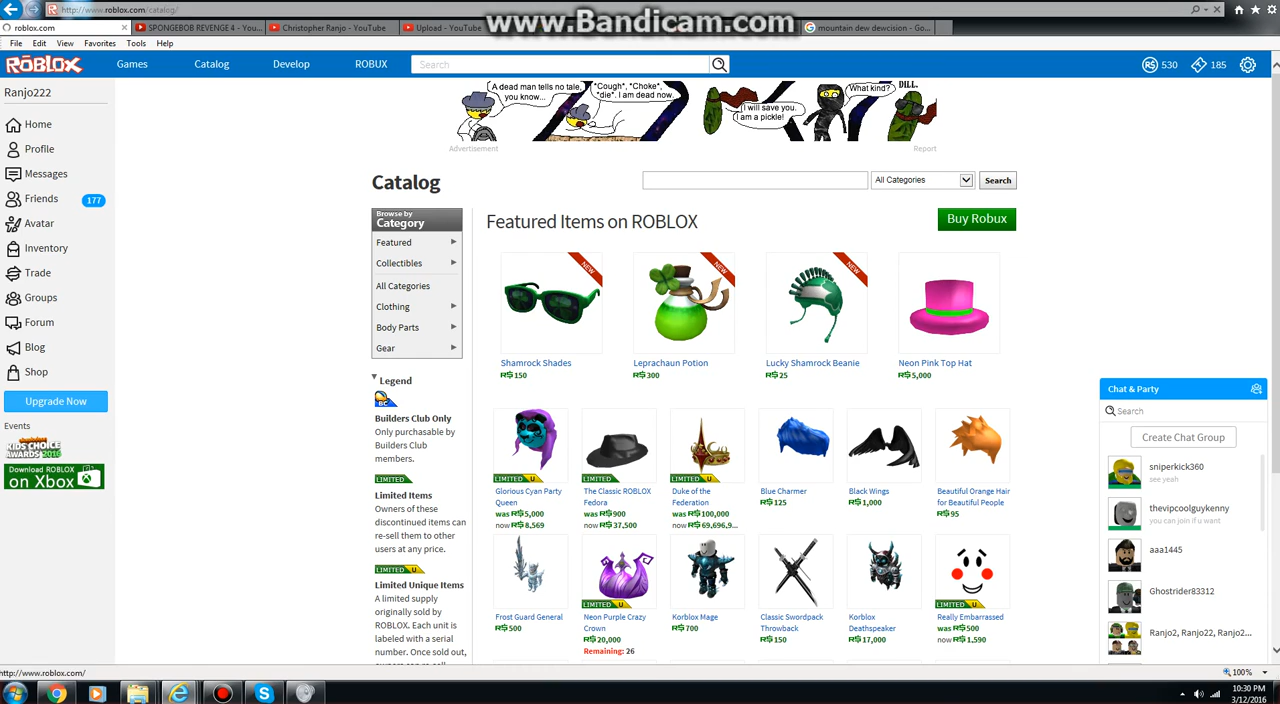 http://www.roblox.com/catalog/
www.Bandicam.com
roblox.com
SPONGEBOB REVENGE 4 - You...
Christopher Ranjo - YouTube
Upload - YouTube
mountain dew dewcision - Go...
File Edit View Favorites Tools Help
ROBLOX
Games
Catalog
Develop
ROBUX
Search
R$ 530
185
Ranjo222
Home
Profile
Messages
Friends 177
Avatar
Inventory
Trade
Groups
Forum
Blog
Shop
Upgrade Now
Events
KIDS' CHOICE
AWARDS 2016
Download ROBLOX
on Xbox
A dead man tells no tale,
you know...
*Cough*, *Choke*,
*die*. I am dead now.
I will save you.
I am a pickle!
What kind?
DILL.
Advertisement
Report
Catalog
All Categories
Search
Browse by
Category
Featured
Collectibles
All Categories
Clothing
Body Parts
Gear
Legend
BC
Builders Club Only
Only purchasable by
Builders Club
members.
LIMITED
Limited Items
Owners of these
discontinued items can
re-sell them to other
users at any price.
LIMITED U
Limited Unique Items
A limited supply
originally sold by
ROBLOX. Each unit is
labeled with a serial
number. Once sold out,
Featured Items on ROBLOX
Buy Robux
NEW
Shamrock Shades
R$ 150
NEW
Leprachaun Potion
R$ 300
NEW
Lucky Shamrock Beanie
R$ 25
Neon Pink Top Hat
R$ 5,000
LIMITED U
Glorious Cyan Party
Queen
was R$ 5,000
now R$ 8,569
LIMITED
The Classic ROBLOX
Fedora
was R$ 900
now R$ 37,500
LIMITED U
Duke of the
Federation
was R$ 100,000
now R$ 69,696,9...
Blue Charmer
R$ 125
Black Wings
R$ 1,000
Beautiful Orange Hair
for Beautiful People
R$ 95
Frost Guard General
R$ 500
LIMITED U
Neon Purple Crazy
Crown
R$ 20,000
Remaining: 26
Korblox Mage
R$ 700
Classic Swordpack
Throwback
R$ 150
Korblox
Deathspeaker
R$ 17,000
LIMITED U
Really Embarrassed
was R$ 500
now R$ 1,590
Chat & Party
Search
Create Chat Group
sniperkick360
see yeah
thevipcoolguykenny
you can join if u want
aaa1445
Ghostrider83312
Ranjo2, Ranjo22, Ranjo2...
http://www.roblox.com/
100%
10:30 PM
3/12/2016